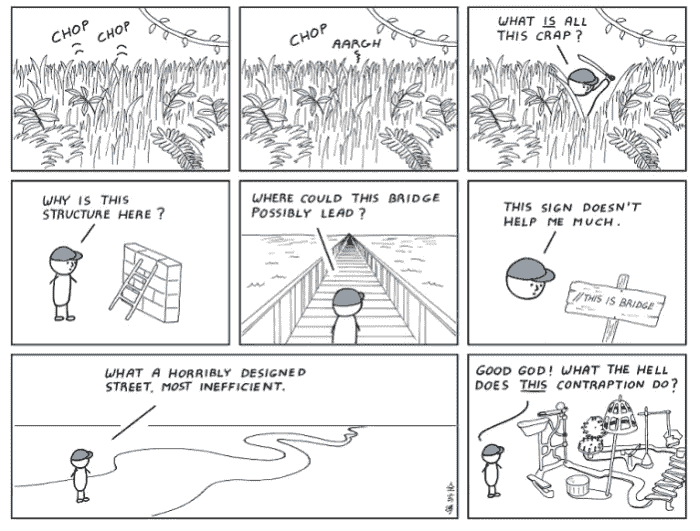 CHOP
CHOP
CHOP
AARGH
WHAT IS ALL
THIS CRAP?
WHY IS THIS
STRUCTURE HERE?
WHERE COULD THIS BRIDGE
POSSIBLY LEAD?
THIS SIGN DOESN'T
HELP ME MUCH.
//THIS IS BRIDGE
WHAT A HORRIBLY DESIGNED
STREET. MOST INEFFICIENT.
GOOD GOD! WHAT THE HELL
DOES THIS CONTRAPTION DO?